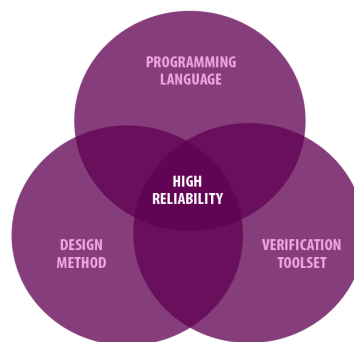 PROGRAMMING
LANGUAGE
HIGH
RELIABILITY
DESIGN
METHOD
VERIFICATION
TOOLSET